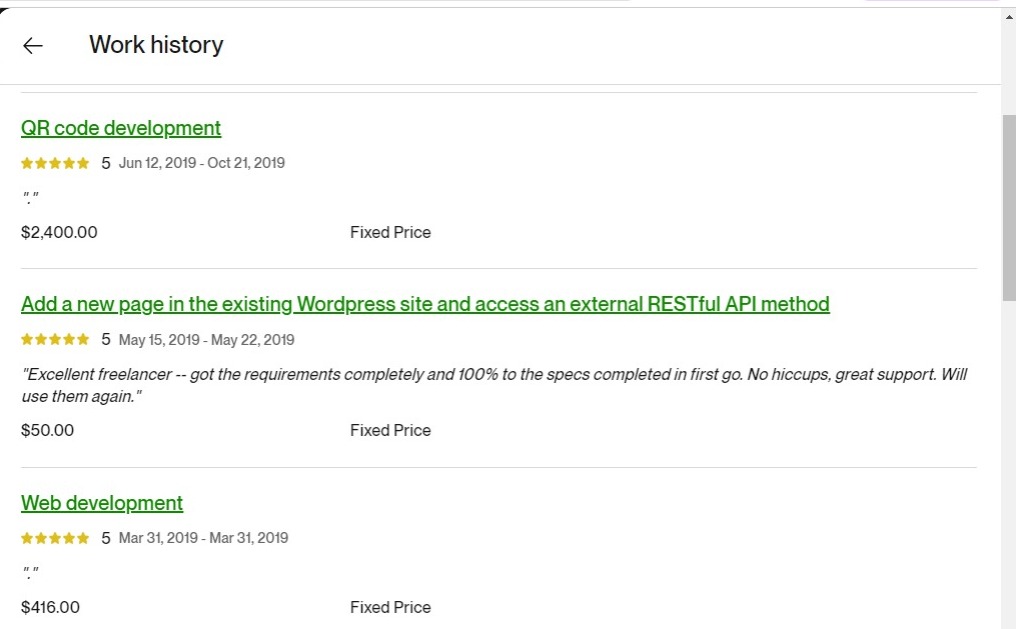 Work history
QR code development
5 Jun 12, 2019 - Oct 21, 2019
"."
$2,400.00 Fixed Price
Add a new page in the existing Wordpress site and access an external RESTful API method
5 May 15, 2019 - May 22, 2019
"Excellent freelancer -- got the requirements completely and 100% to the specs completed in first go. No hiccups, great support. Will
use them again."
$50.00 Fixed Price
Web development
5 Mar 31, 2019 - Mar 31, 2019
"."
$416.00 Fixed Price